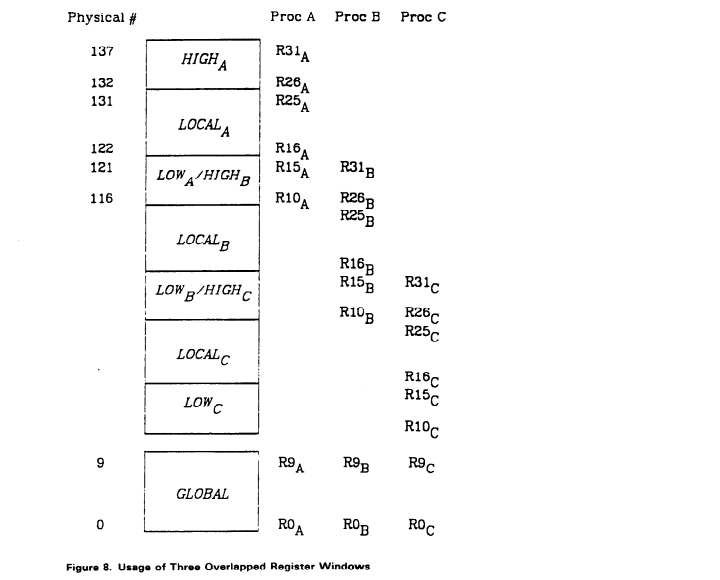 Physical # Proc A Proc B Proc C
137 HIGH_A R31_A
132 R26_A
131 R25_A
LOCAL_A
122 R16_A
121 LOW_A/HIGH_B R15_A R31_B
116 R10_A R26_B
R25_B
LOCAL_B
R16_B
LOW_B/HIGH_C R15_B R31_C
R10_B R26_C
R25_C
LOCAL_C
R16_C
LOW_C R15_C
R10_C
9 R9_A R9_B R9_C
GLOBAL
0 R0_A R0_B R0_C
Figure 8. Usage of Three Overlapped Register Windows